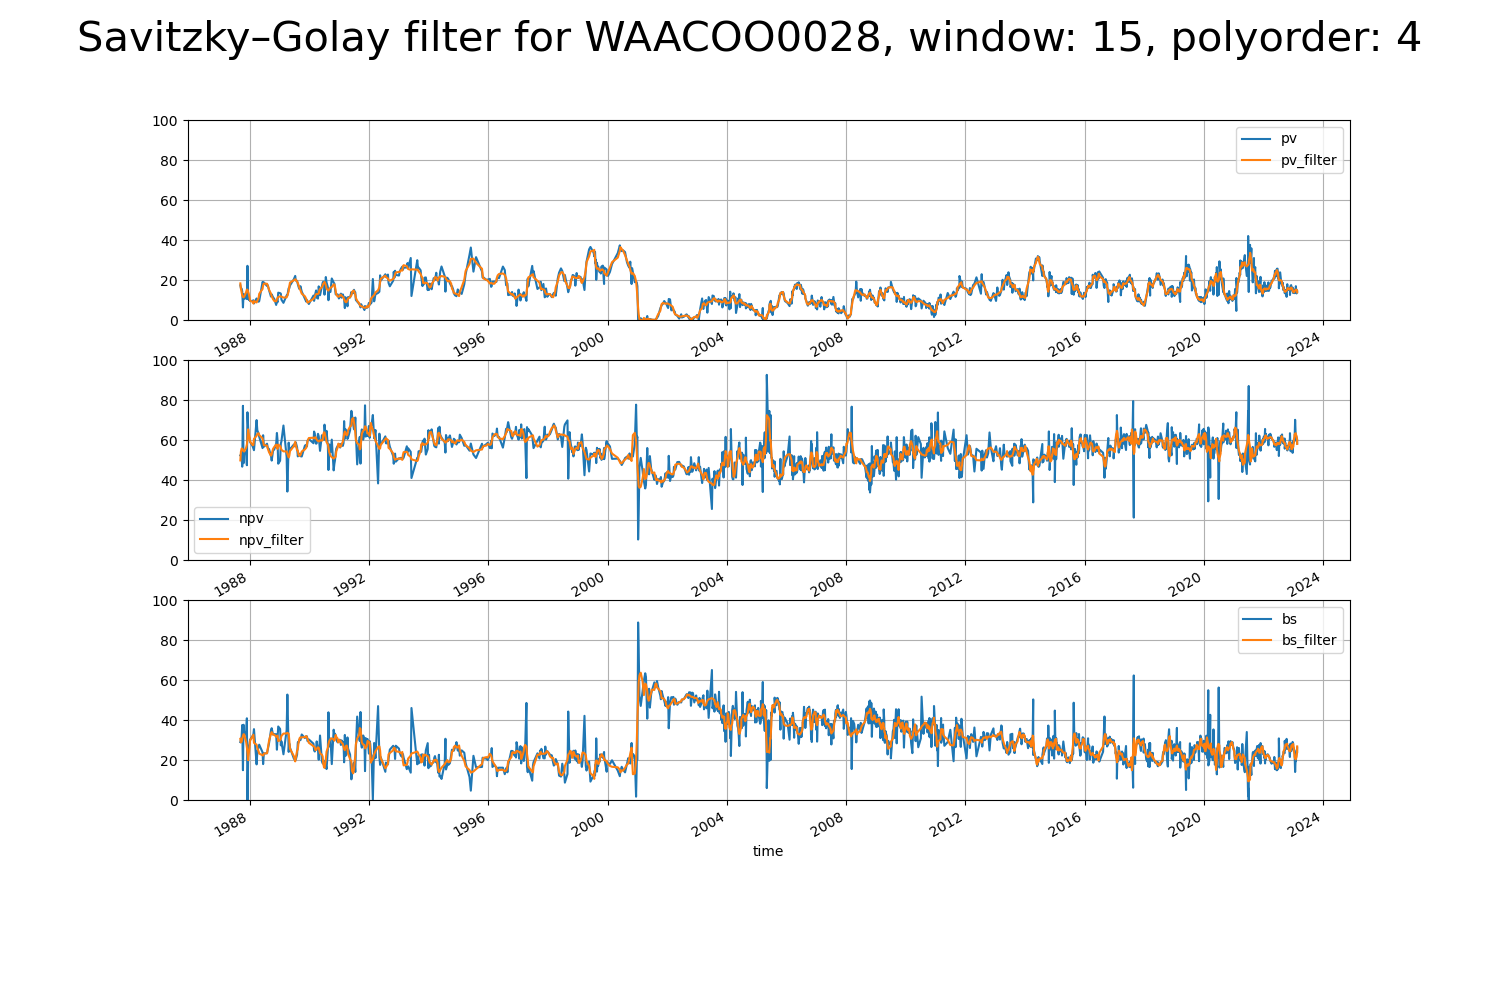 Savitzky–Golay filter for WAACOO0028, window: 15, polyorder: 4
100
80
60
40
20
0
pv
pv_filter
1988 1992 1996 2000 2004 2008 2012 2016 2020 2024
100
80
60
40
20
0
npv
npv_filter
1988 1992 1996 2000 2004 2008 2012 2016 2020 2024
100
80
60
40
20
0
bs
bs_filter
1988 1992 1996 2000 2004 2008 2012 2016 2020 2024
time